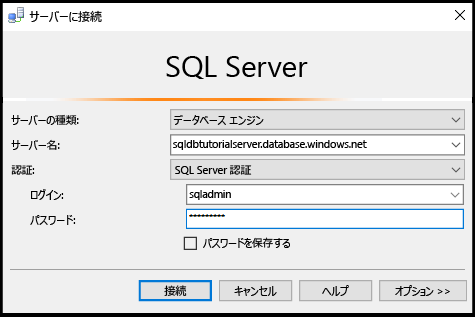 サーバーに接続
SQL Server
サーバーの種類: データベース エンジン
サーバー名: sqldbtutorialserver.database.windows.net
認証: SQL Server 認証
ログイン: sqladmin
パスワード: *********
パスワードを保存する
接続 キャンセル ヘルプ オプション >>